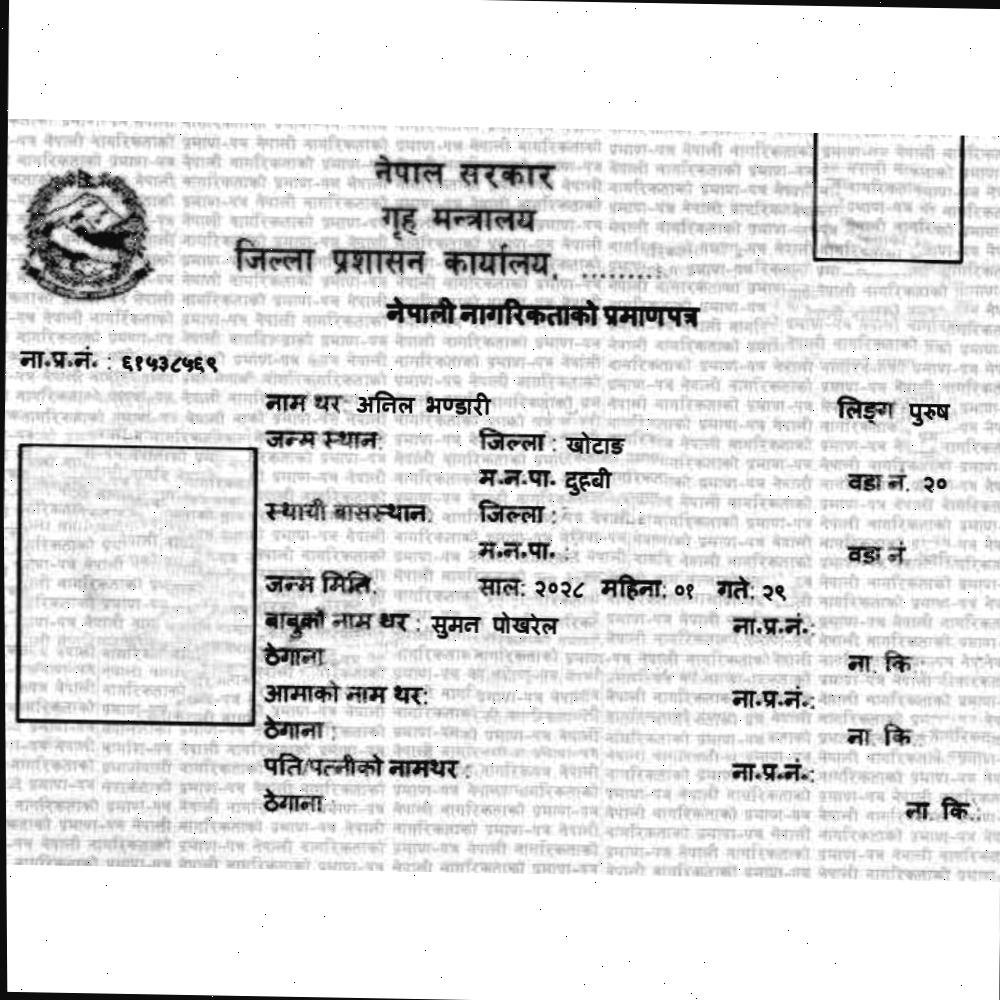 नेपाल सरकार
गृह मन्त्रालय
जिल्ला प्रशासन कार्यालय, .........
नेपाली नागरिकताको प्रमाणपत्र
ना.प्र.नं. : ६१५३८५६९
नाम थर अनिल भण्डारी लिङ्ग पुरुष
जन्म स्थान: जिल्ला : खोटाङ
म.न.पा. दुहबी वडा नं. २०
स्थायी बासस्थान: जिल्ला :
म.न.पा. : वडा नं
जन्म मिति: साल: २०२८ महिना: ०१ गते: २९
बाबुको नाम थर : सुमन पोखरेल ना.प्र.नं.:
ठेगाना ना. कि.:
आमाको नाम थर: ना.प्र.नं.:
ठेगाना : ना. कि.:
पति/पत्नीको नामथर : ना.प्र.नं.:
ठेगाना : ना. कि.: